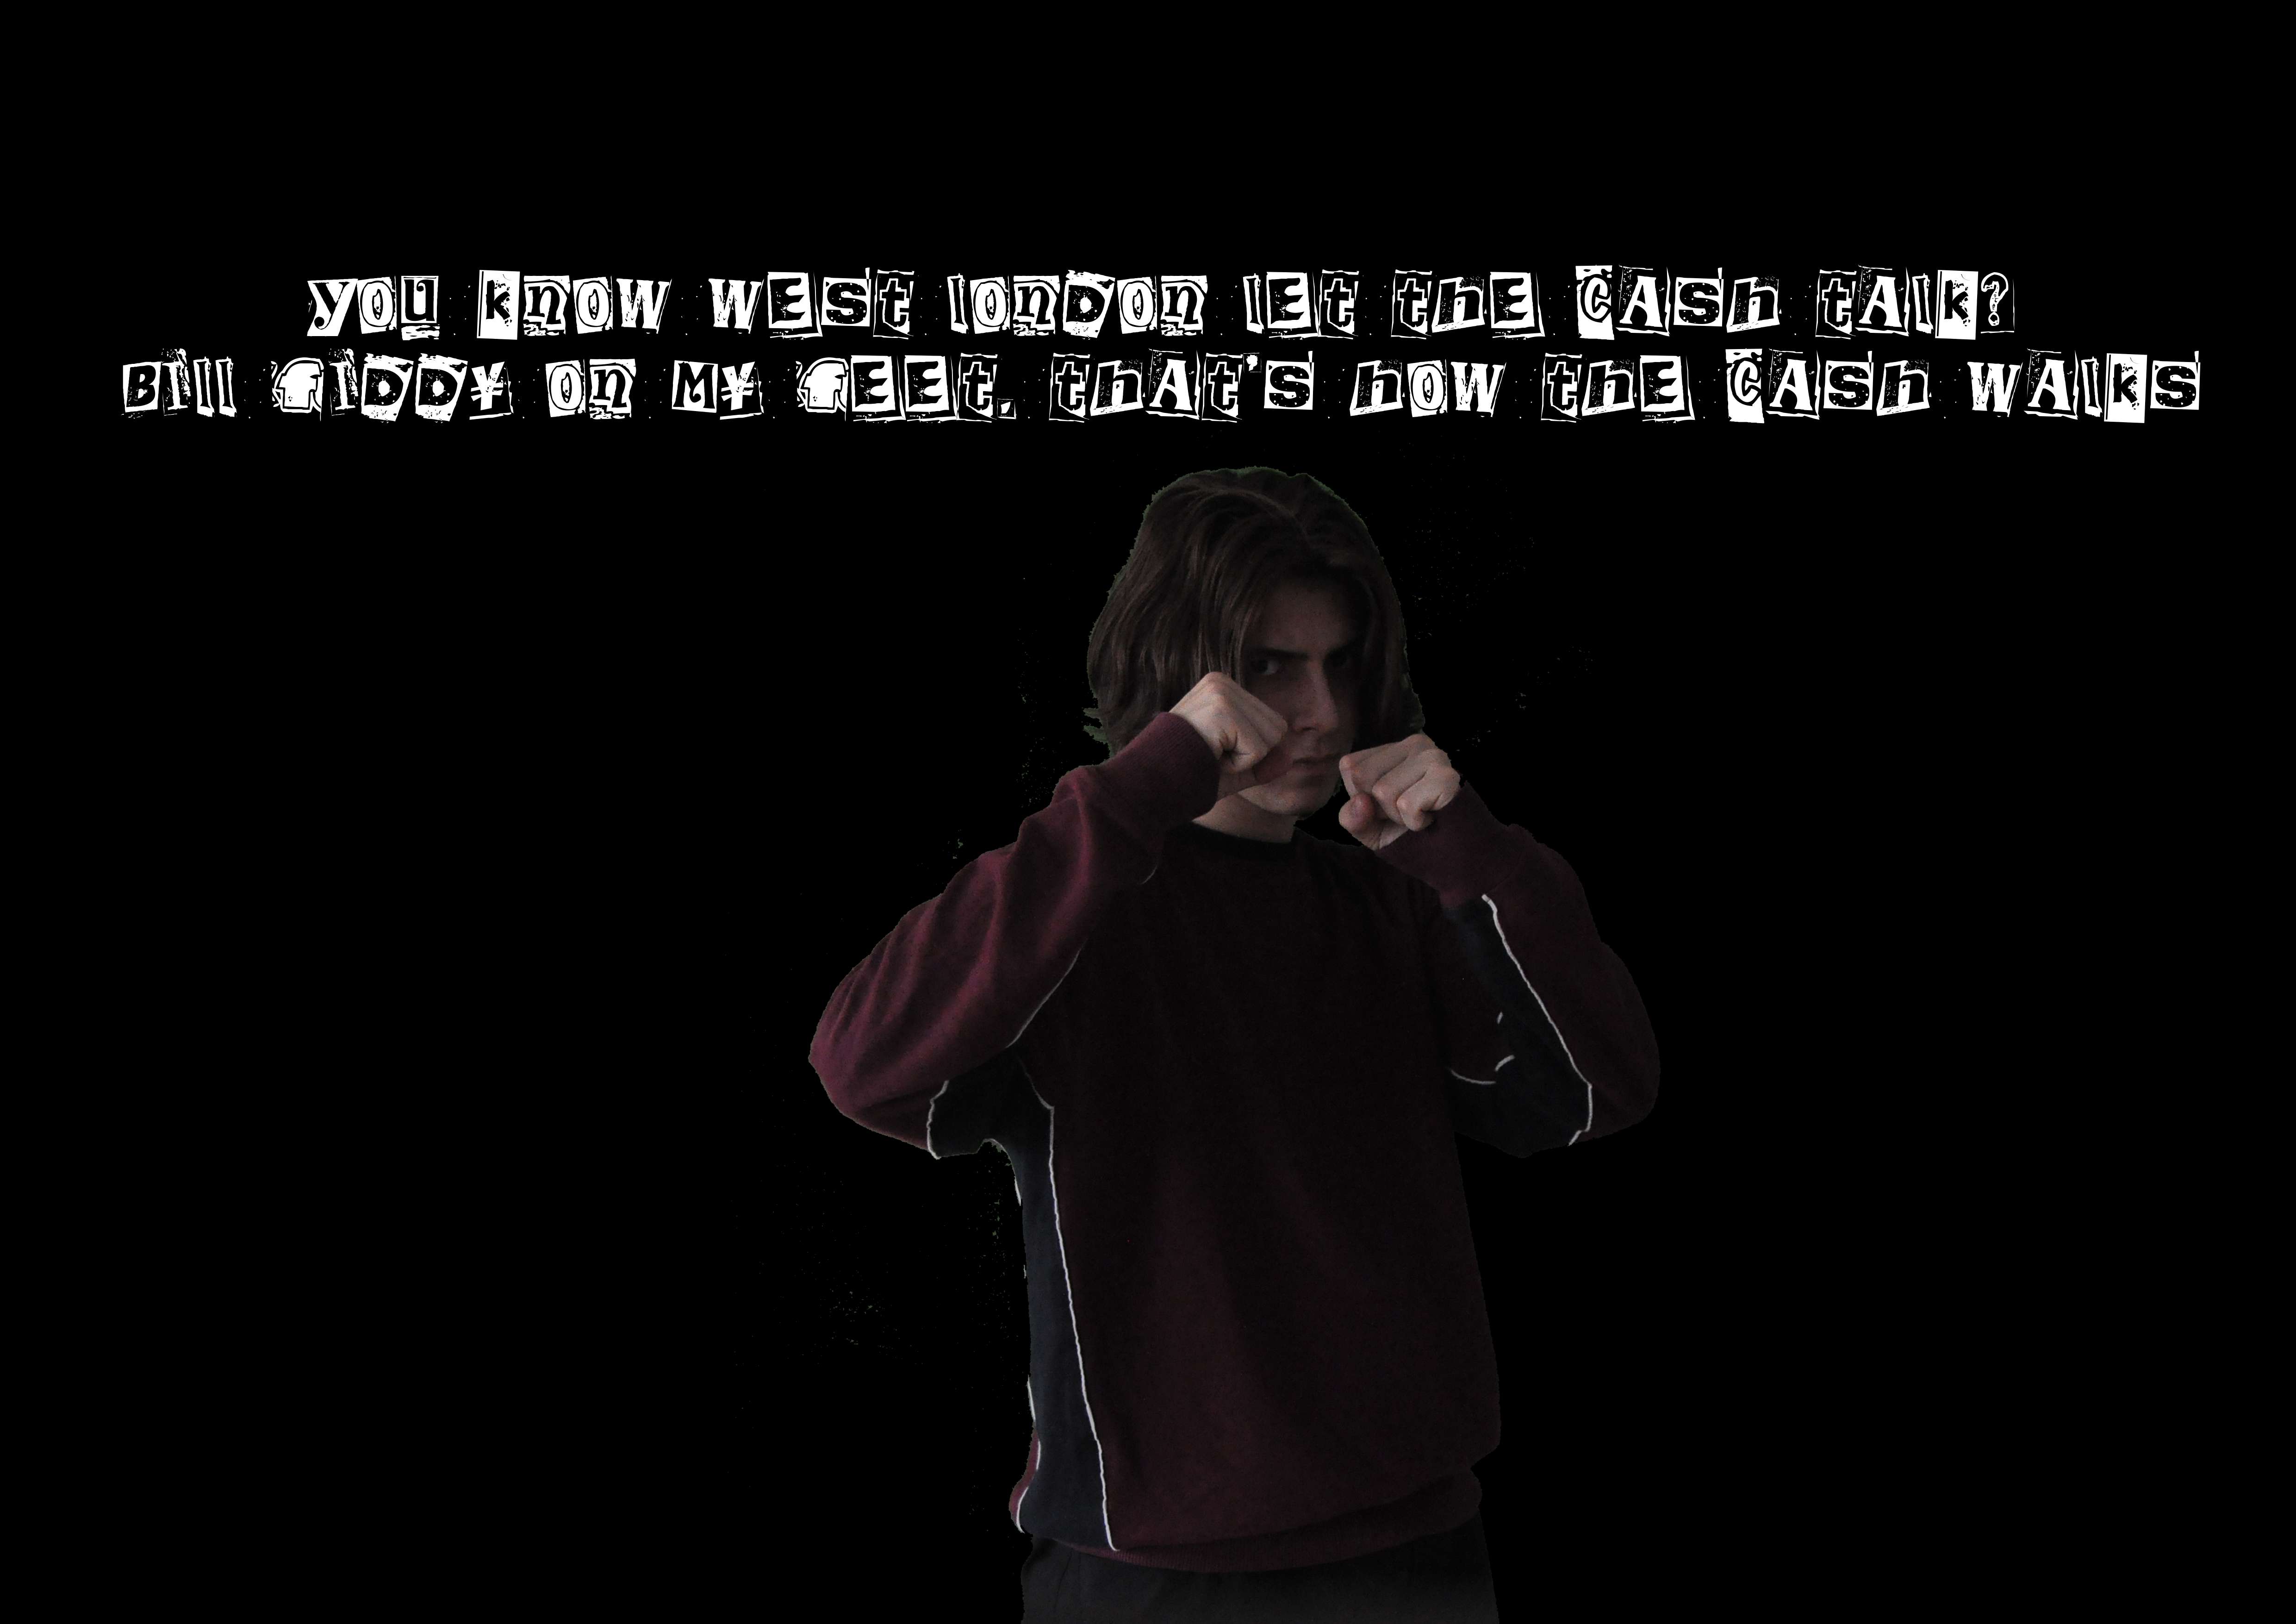 you know west london let the cash talk?
Bill fiddy on my feet, that's how the cash walks